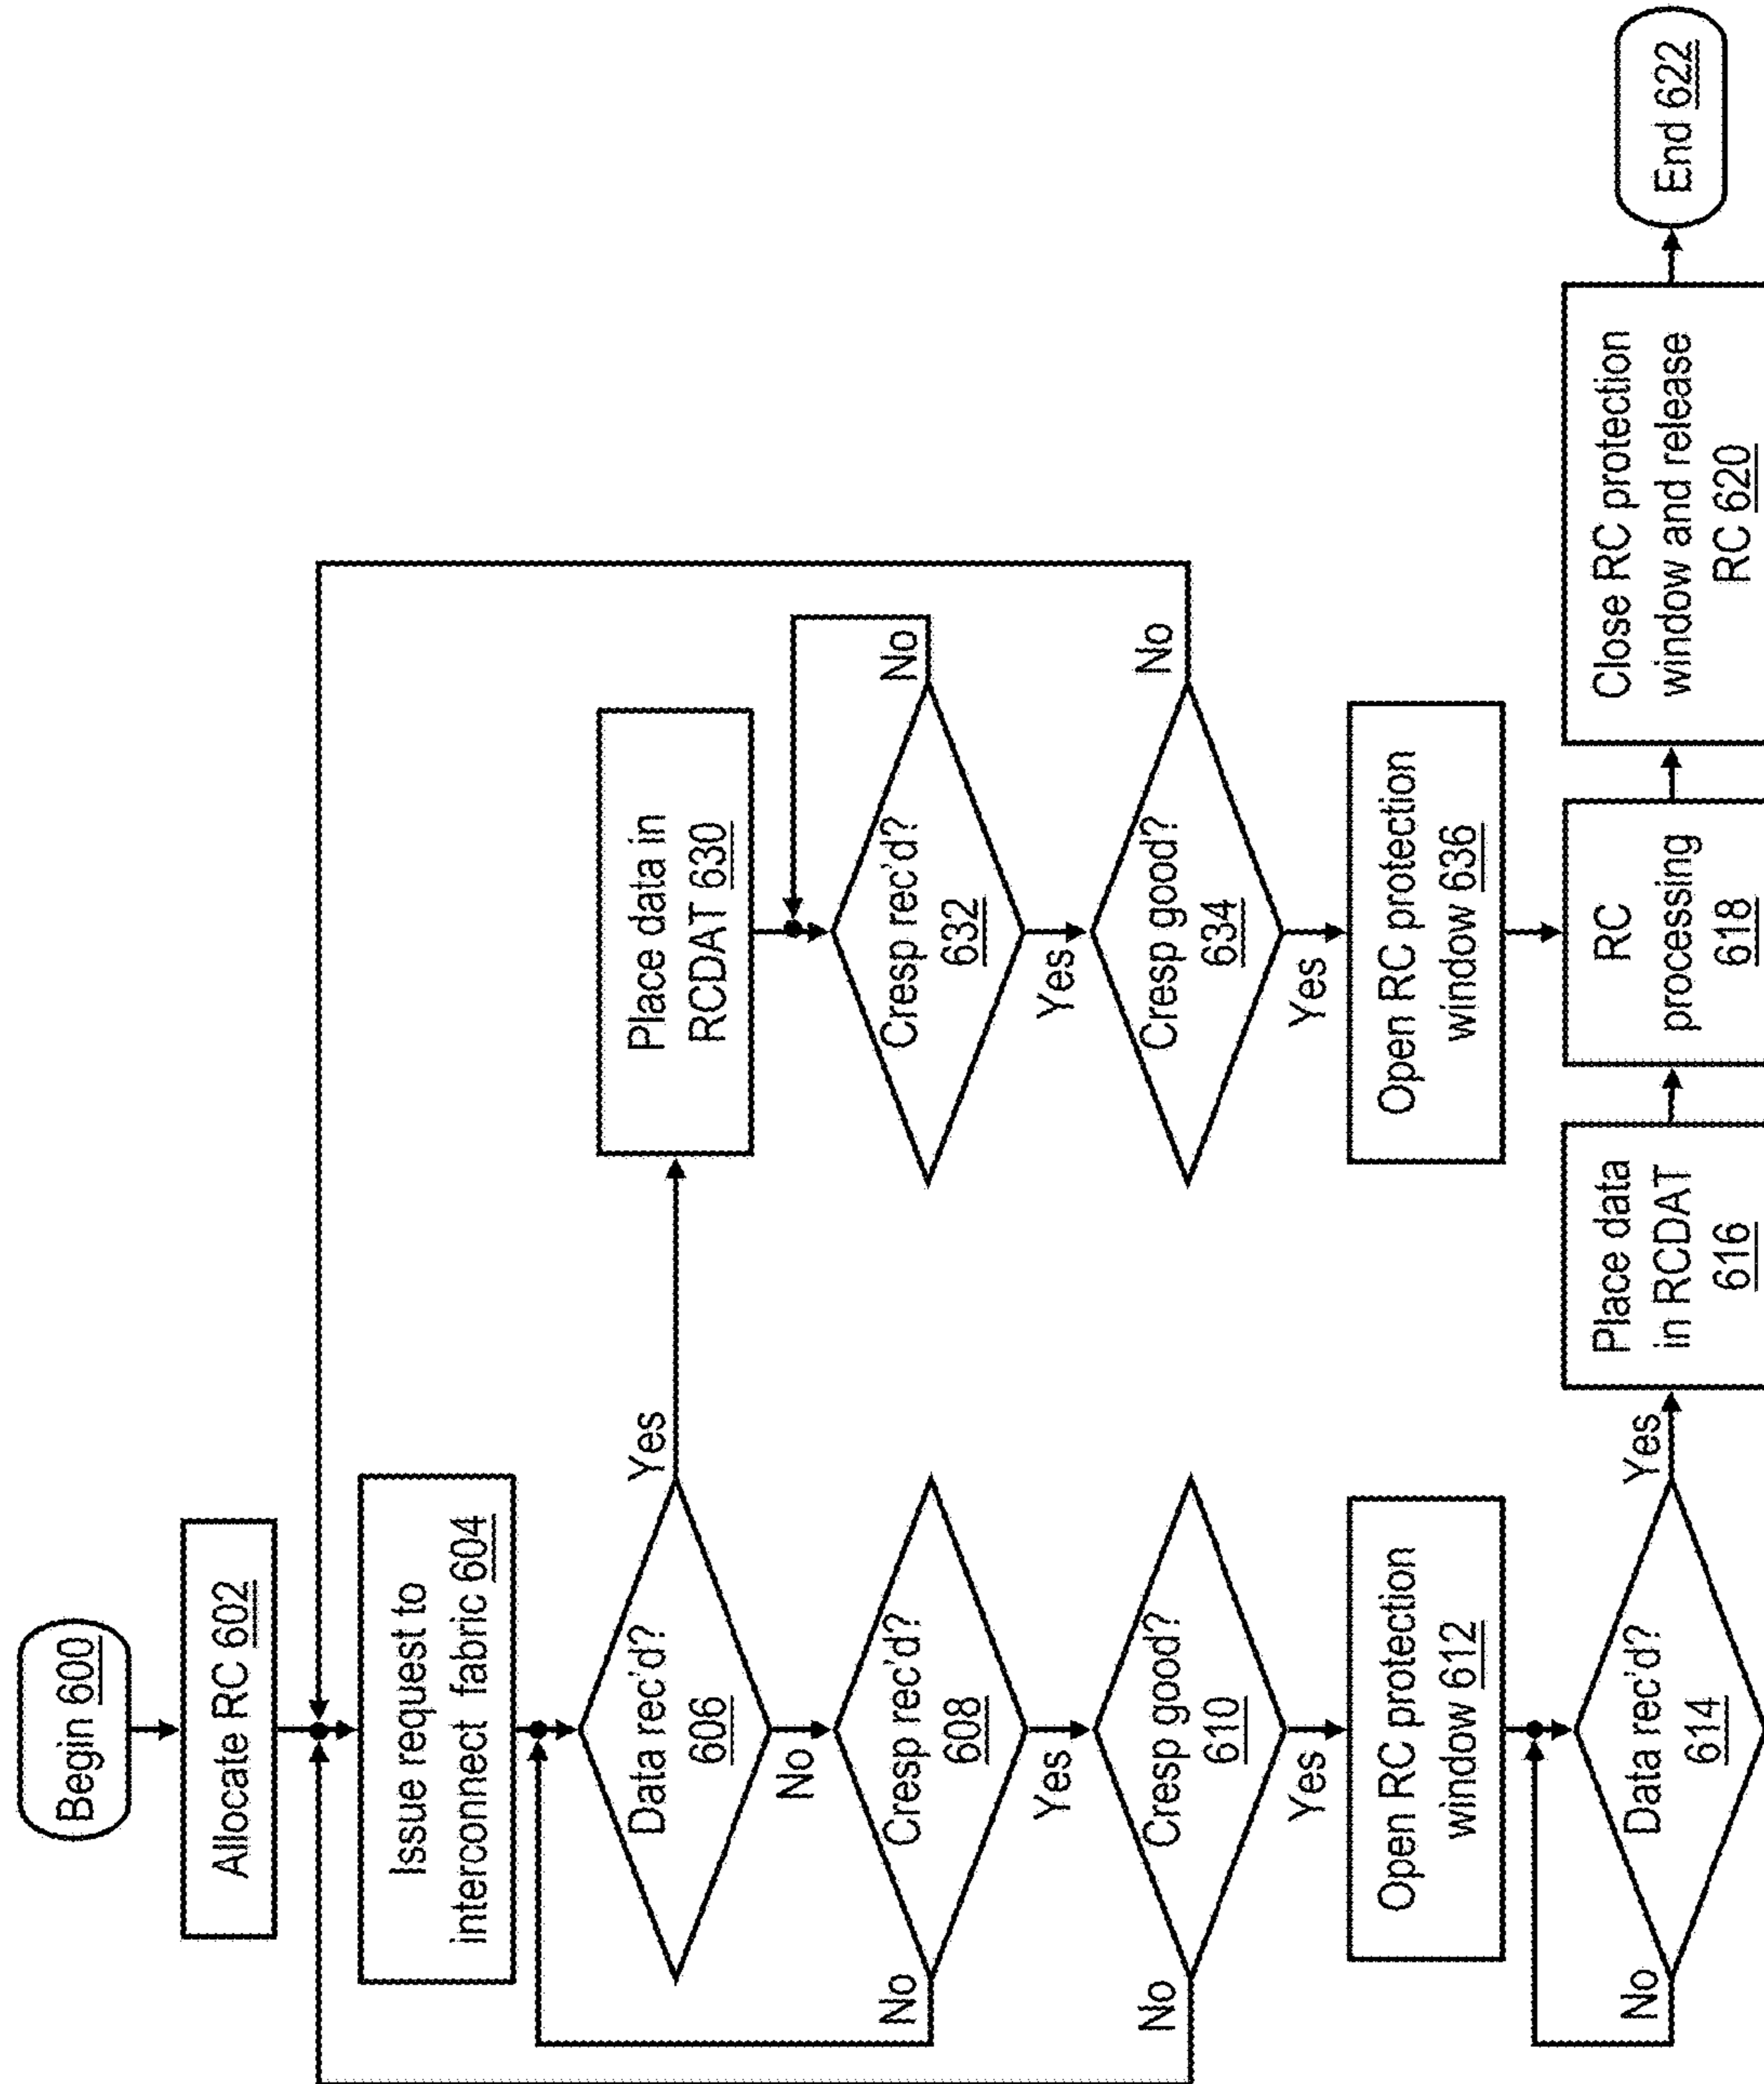 Begin 600
Allocate RC 602
Issue request to
interconnect fabric 604
Data rec'd?
606
Yes
No
Cresp rec'd?
608
No
Yes
Cresp good?
610
No
Yes
Open RC protection
window 612
Data rec'd?
614
No
Yes
Place data in
RCDAT 630
Cresp rec'd?
632
No
Yes
Cresp good?
634
No
Yes
Open RC protection
window 636
Place data
in RCDAT
616
RC
processing
618
Close RC protection
window and release
RC 620
End 622